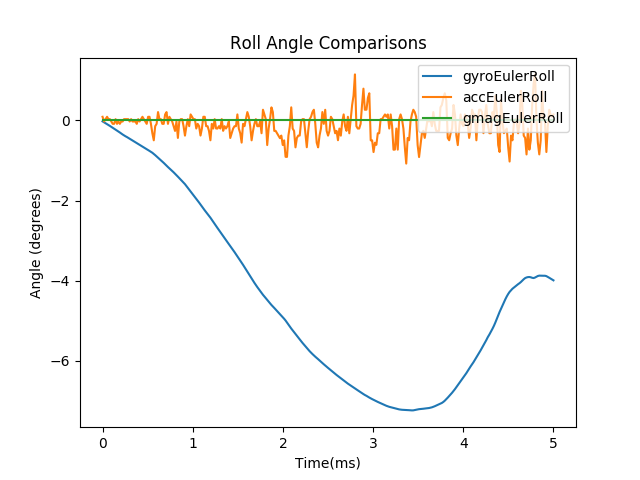 Roll Angle Comparisons
gyroEulerRoll
accEulerRoll
gmagEulerRoll
Angle (degrees)
0
−2
−4
−6
0 1 2 3 4 5
Time(ms)